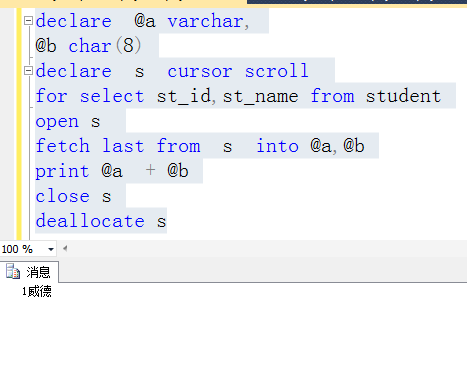 declare @a varchar,
@b char(8)
declare s cursor scroll
for select st_id,st_name from student
open s
fetch last from s into @a,@b
print @a + @b
close s
deallocate s
100 %
消息
1威德